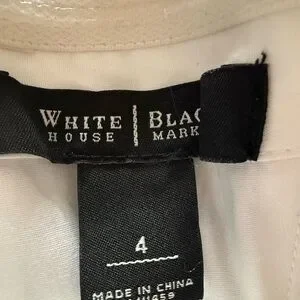 WHITE | BLAC
HOUSE | MARK
4
MADE IN CHINA